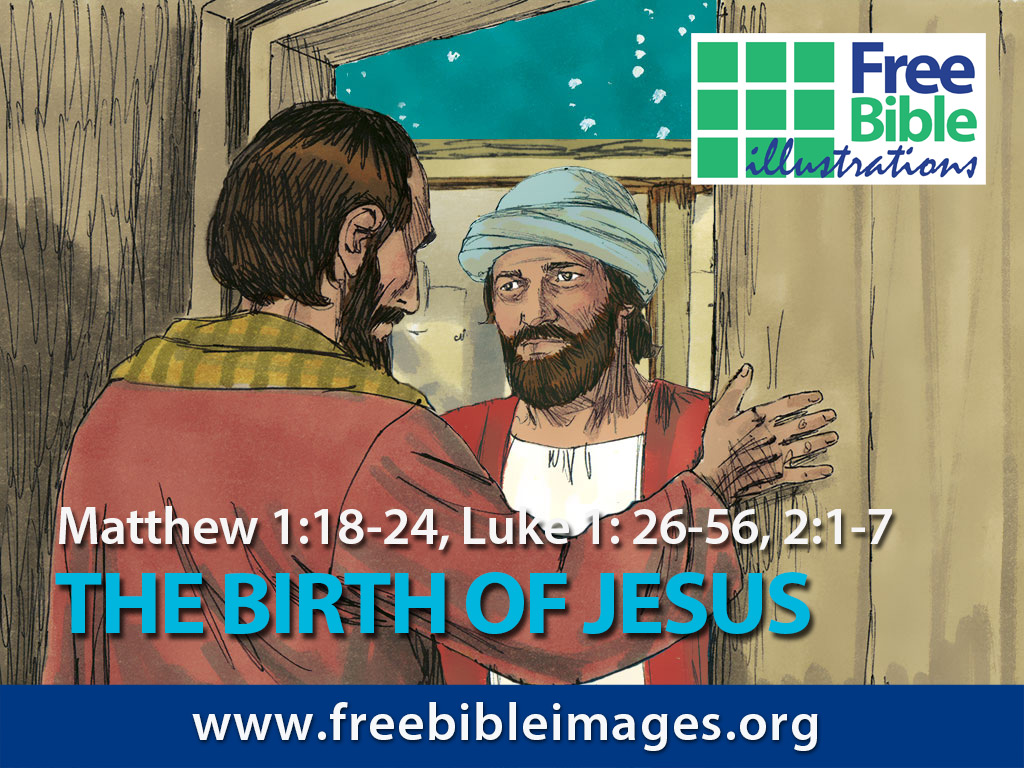 Free
Bible
illustrations
Matthew 1:18-24, Luke 1: 26-56, 2:1-7
THE BIRTH OF JESUS
www.freebibleimages.org